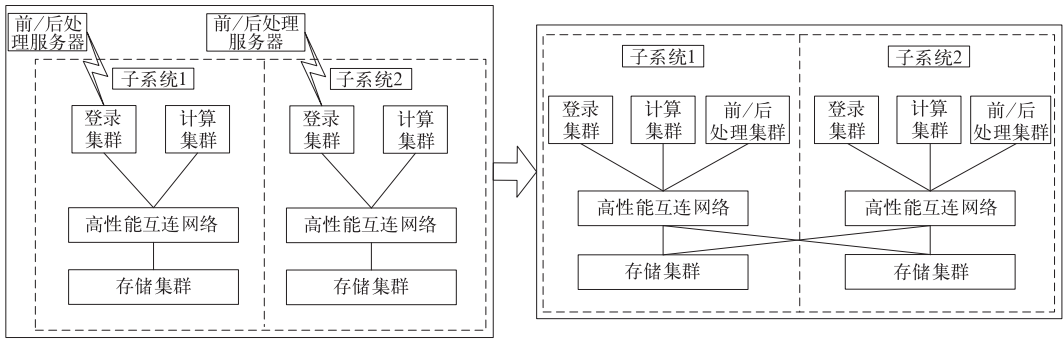 前/后处
理服务器
前/后处理
服务器
子系统1
子系统2
登录
集群
计算
集群
登录
集群
计算
集群
高性能互连网络
高性能互连网络
存储集群
存储集群
子系统1
子系统2
登录
集群
计算
集群
前/后
处理集群
登录
集群
计算
集群
前/后
处理集群
高性能互连网络
高性能互连网络
存储集群
存储集群